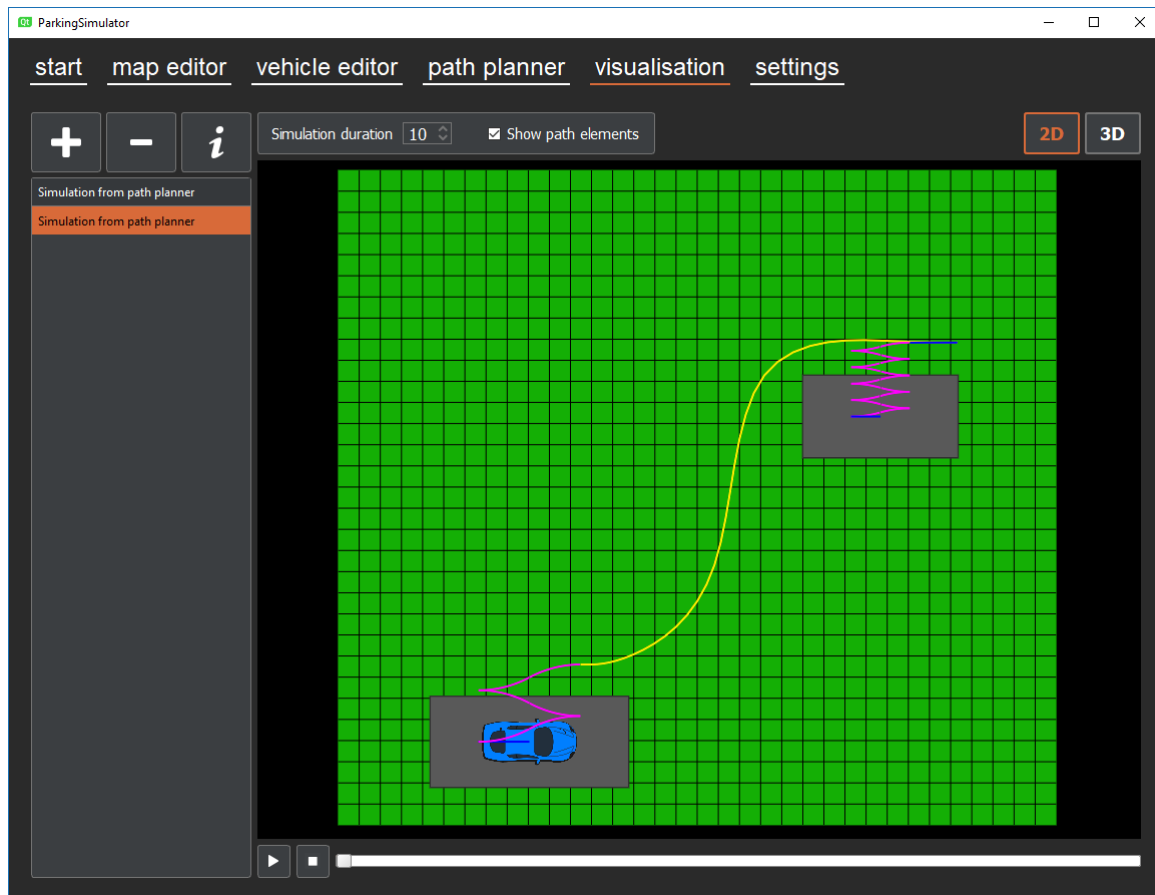 Qt ParkingSimulator
start map editor vehicle editor path planner visualisation settings
i
Simulation duration 10 Show path elements 2D 3D
Simulation from path planner
Simulation from path planner